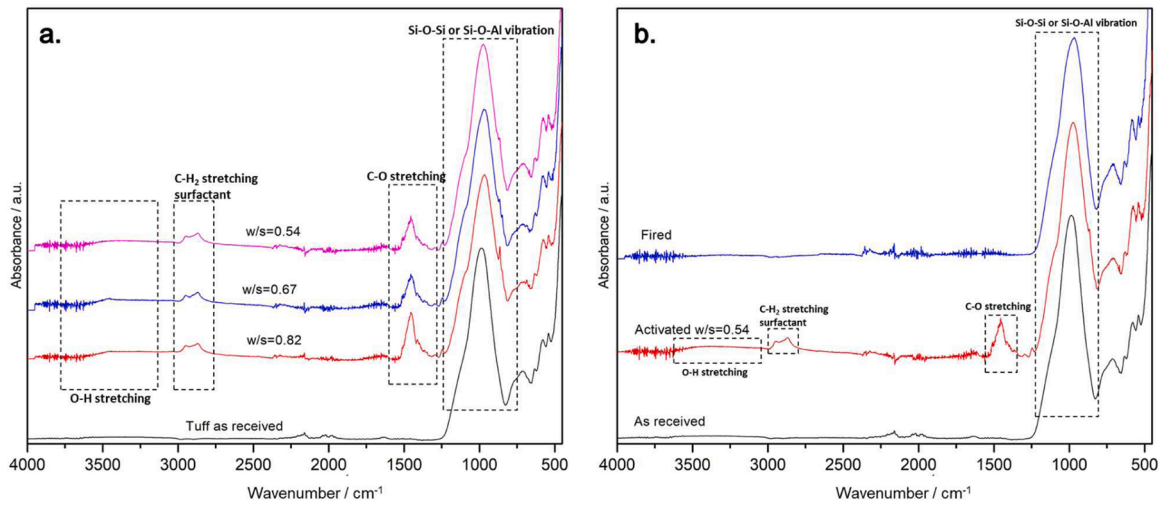 a.
Si-O-Si or Si-O-Al vibration
C-H₂ stretching
surfactant
C-O stretching
w/s=0.54
w/s=0.67
w/s=0.82
O-H stretching
Tuff as received
Absorbance / a.u.
4000 3500 3000 2500 2000 1500 1000 500
Wavenumber / cm⁻¹
b.
Si-O-Si or Si-O-Al vibration
Fired
C-H₂ stretching
surfactant
C-O stretching
Activated w/s=0.54
O-H stretching
As received
Absorbance / a.u.
4000 3500 3000 2500 2000 1500 1000 500
Wavenumber / cm⁻¹